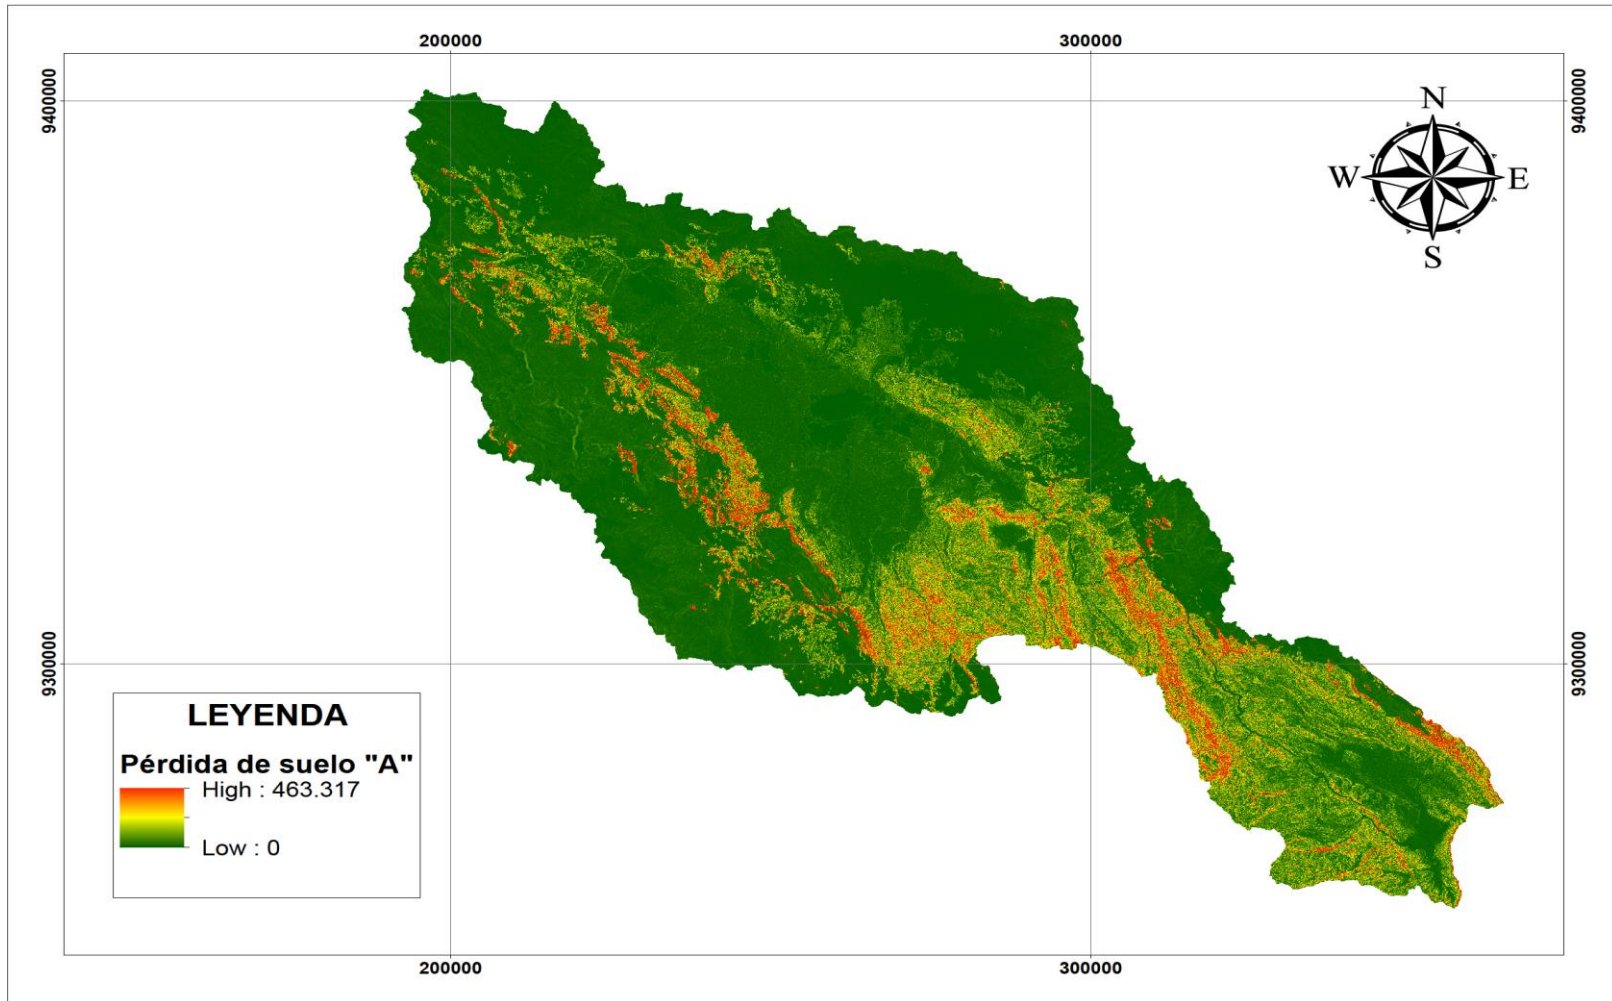 200000 300000
9400000 9400000
N
W E
S
9300000 9300000
LEYENDA
Pérdida de suelo "A"
High : 463.317
Low : 0
200000 300000